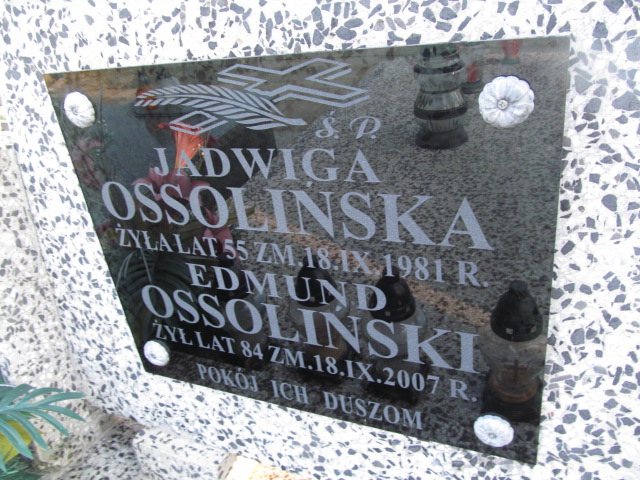 Ś. P.
JADWIGA
OSSOLIŃSKA
ŻYŁA LAT 55 ZM. 18.IX.1981 R.
EDMUND
OSSOLIŃSKI
ŻYŁ LAT 84 ZM. 18.IX.2007 R.
POKÓJ ICH DUSZOM